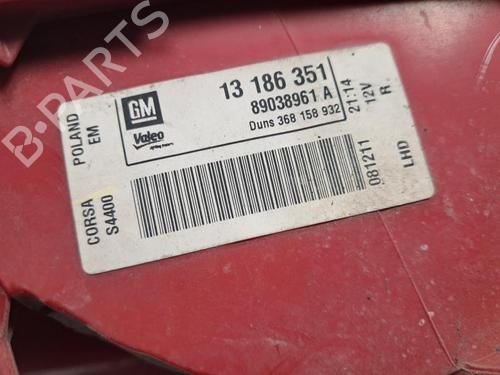 GM
Valeo
13 186 351
89038961 A
Duns 368 158 932
21:14
12V
R
POLAND
EM
CORSA
S4400
081211
LHD
B-PARTS